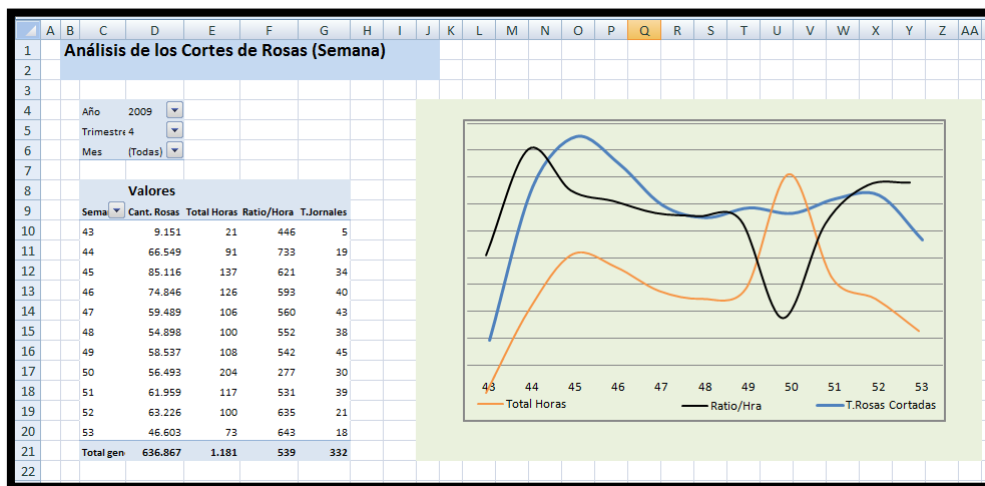 A B C D E F G H I J K L M N O P Q R S T U V W X Y Z AA
1 Análisis de los Cortes de Rosas (Semana)
2
3
4 Año 2009
5 Trimestre 4
6 Mes (Todas)
7
8 Valores
9 Sema Cant. Rosas Total Horas Ratio/Hora T.Jornales
10 43 9.151 21 446 5
11 44 66.549 91 733 19
12 45 85.116 137 621 34
13 46 74.846 126 593 40
14 47 59.489 106 560 43
15 48 54.898 100 552 38
16 49 58.537 108 542 45
17 50 56.493 204 277 30
18 51 61.959 117 531 39
19 52 63.226 100 635 21
20 53 46.603 73 643 18
21 Total gen 636.867 1.181 539 332
22
43 44 45 46 47 48 49 50 51 52 53
Total Horas Ratio/Hra T.Rosas Cortadas